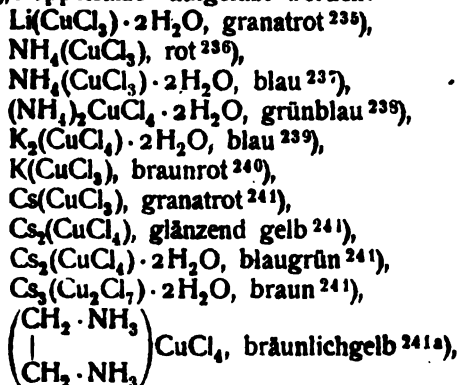 Li(CuCl₃)·2H₂O, granatrot ²³⁵),
NH₄(CuCl₃), rot ²³⁶),
NH₄(CuCl₃)·2H₂O, blau ²³⁷),
(NH₄)₂CuCl₄·2H₂O, grünblau ²³⁸),
K₂(CuCl₄)·2H₂O, blau ²³⁹),
K(CuCl₃), braunrot ²⁴⁰),
Cs(CuCl₃), granatrot ²⁴¹),
Cs₂(CuCl₄), glänzend gelb ²⁴¹),
Cs₂(CuCl₄)·2H₂O, blaugrün ²⁴¹),
Cs₃(Cu₂Cl₇)·2H₂O, braun ²⁴¹),
(CH₂·NH₃
|
CH₂·NH₃)CuCl₄, bräunlichgelb ²⁴¹ᵃ),